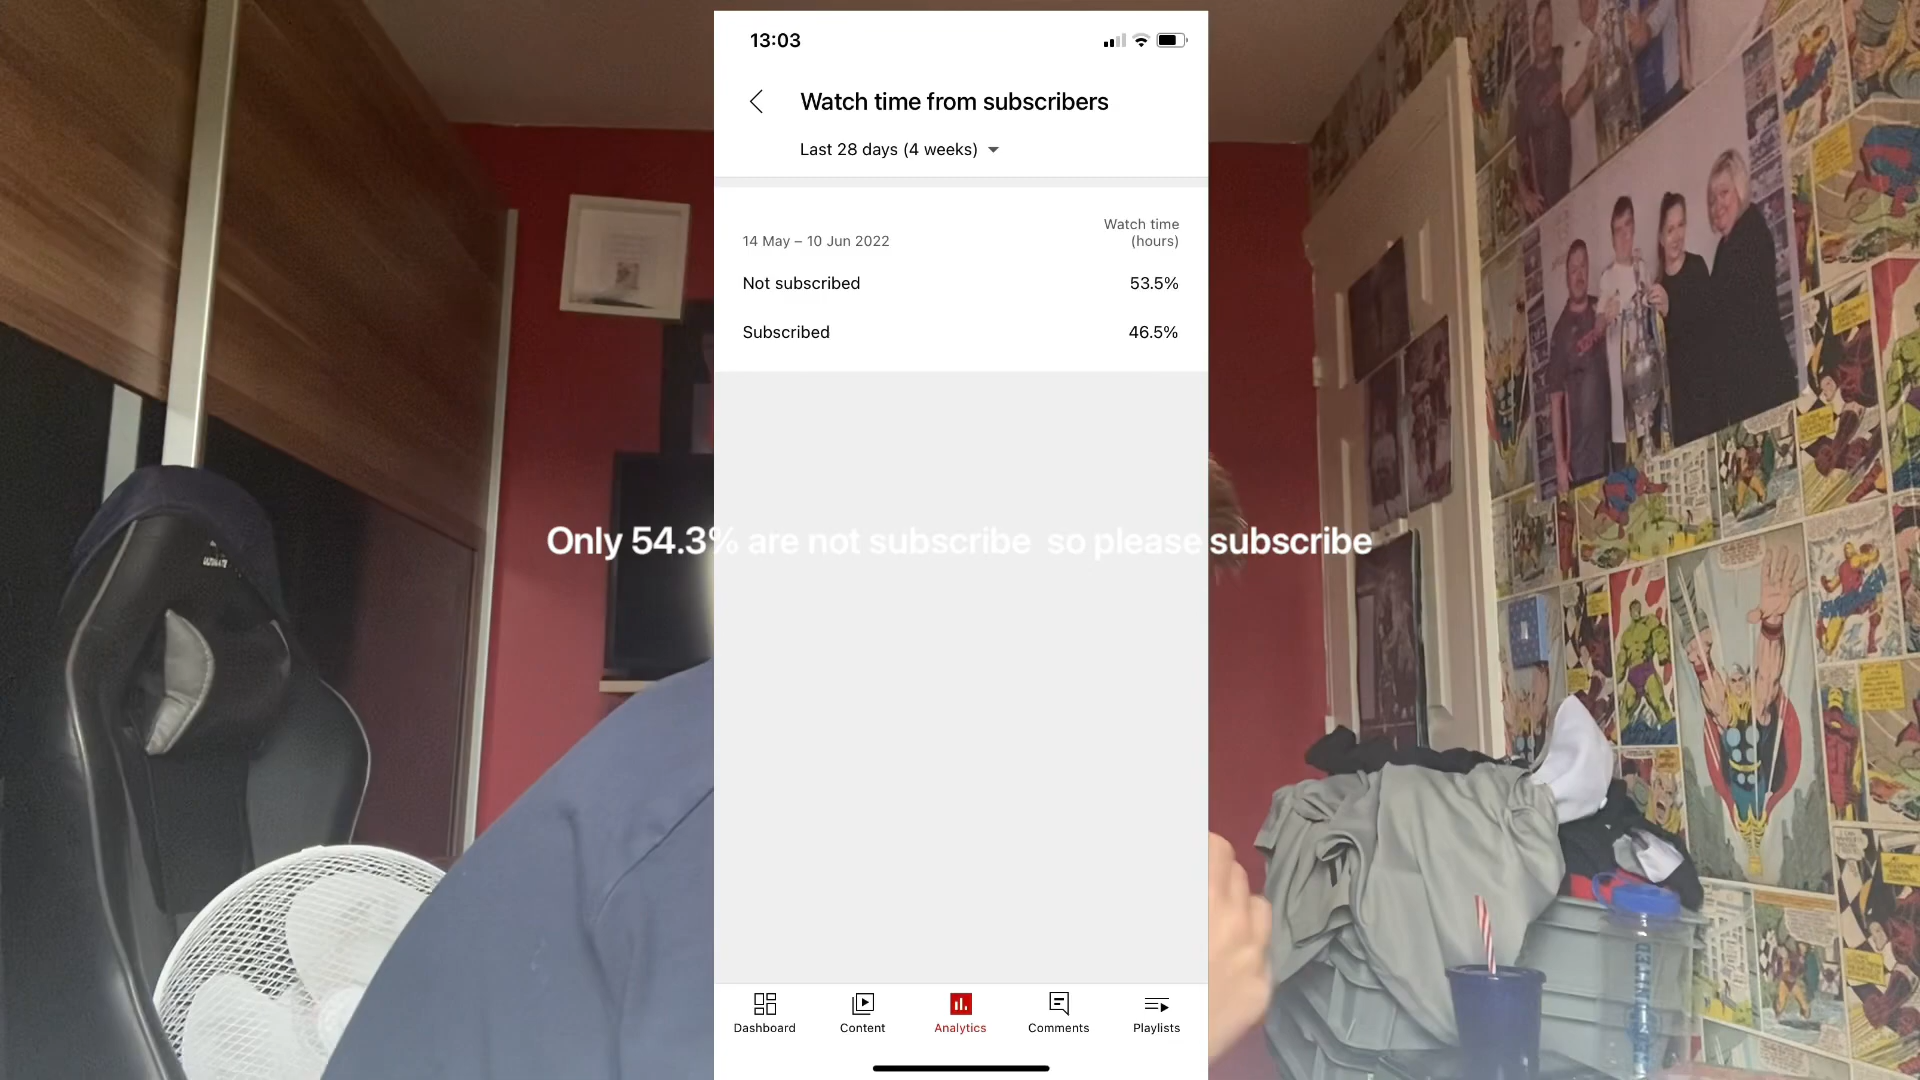 13:03
Watch time from subscribers
Last 28 days (4 weeks)
Watch time
(hours)
14 May – 10 Jun 2022
Not subscribed 53.5%
Subscribed 46.5%
Only 54.3% are not subscribe so please subscribe
Dashboard Content Analytics Comments Playlists